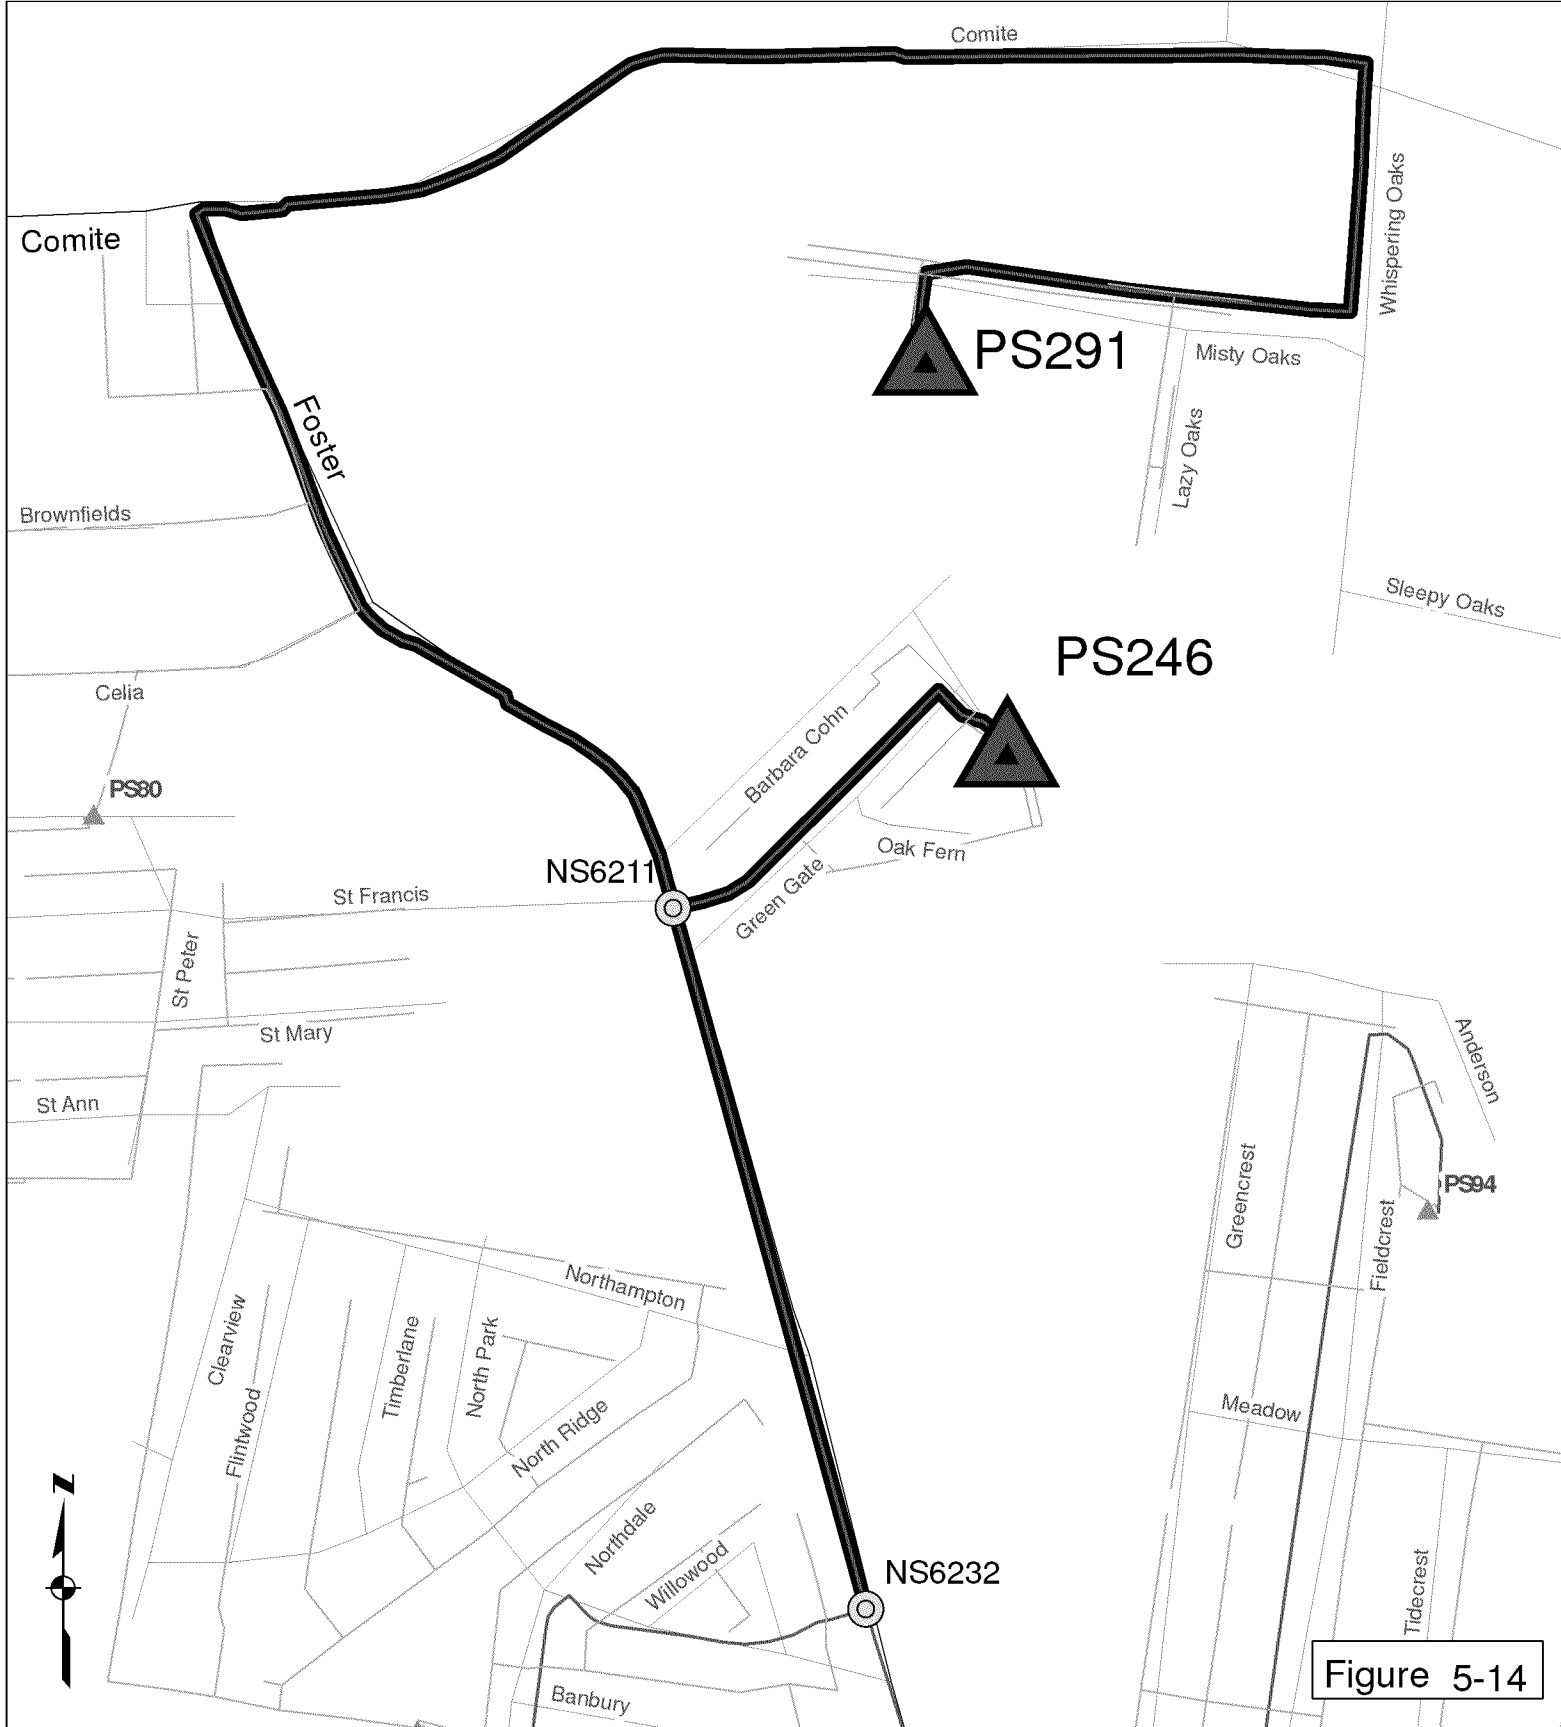 Comite
Comite
Whispering Oaks
PS291
Misty Oaks
Foster
Lazy Oaks
Brownfields
Sleepy Oaks
PS246
Celia
Barbara Cohn
PS80
NS6211
Oak Fern
St Francis
Green Gate
St Peter
St Mary
Anderson
St Ann
Greencrest
PS94
Fieldcrest
Northampton
Clearview
Timberlane
North Park
Meadow
Flintwood
North Ridge
Z
Northdale
NS6232
Willowood
Tidecrest
Figure 5-14
Banbury